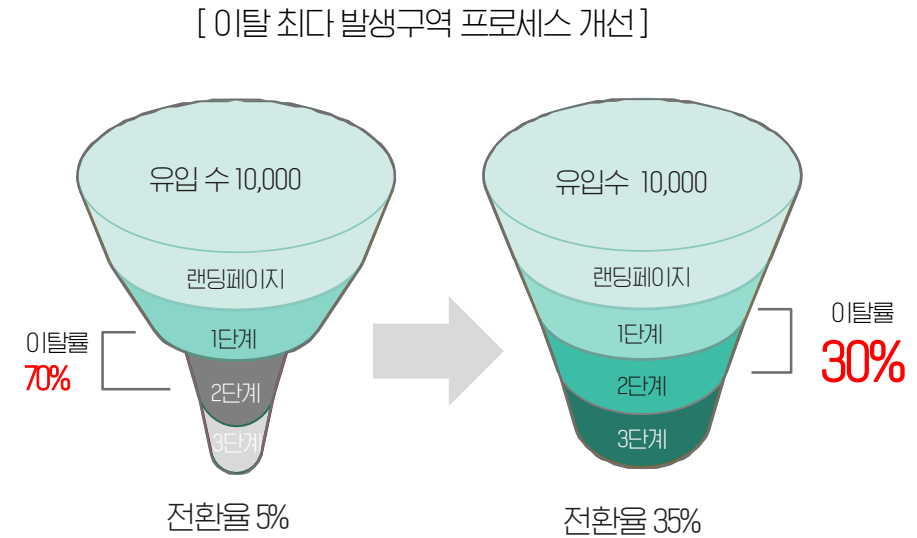 [ 이탈 최다 발생구역 프로세스 개선 ]
유입 수 10,000
랜딩페이지
1단계
2단계
3단계
이탈률
70%
전환율 5%
유입수 10,000
랜딩페이지
1단계
2단계
3단계
이탈률
30%
전환율 35%